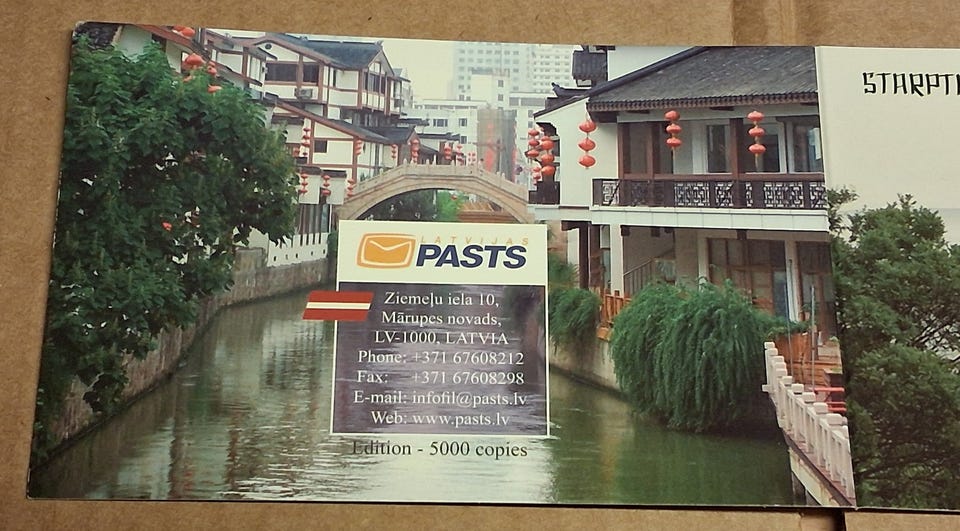 LATVIJAS
PASTS
Ziemeļu iela 10,
Mārupes novads,
LV-1000, LATVIA
Phone: +371 67608212
Fax: +371 67608298
E-mail: infofil@pasts.lv
Web: www.pasts.lv
Edition - 5000 copies